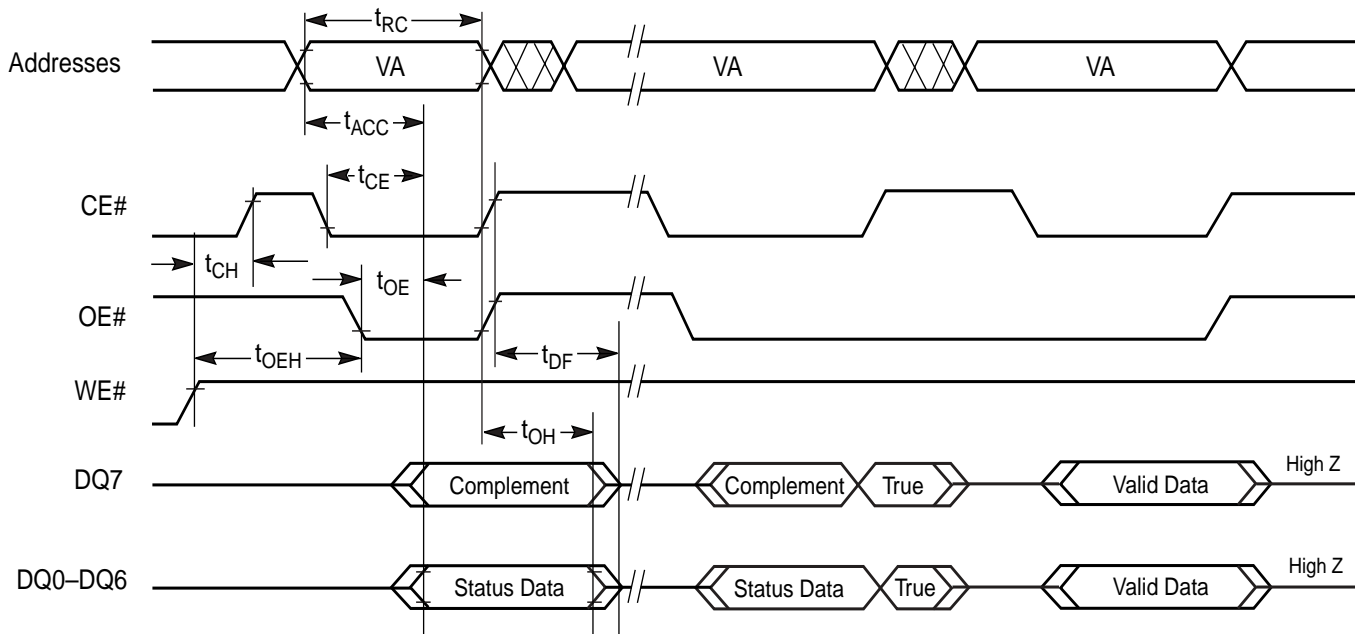 tRC
Addresses VA VA VA
tACC
tCE
CE#
tCH tOE
OE#
tOEH tDF
WE#
tOH
DQ7 Complement Complement True Valid Data High Z
DQ0–DQ6 Status Data Status Data True Valid Data High Z